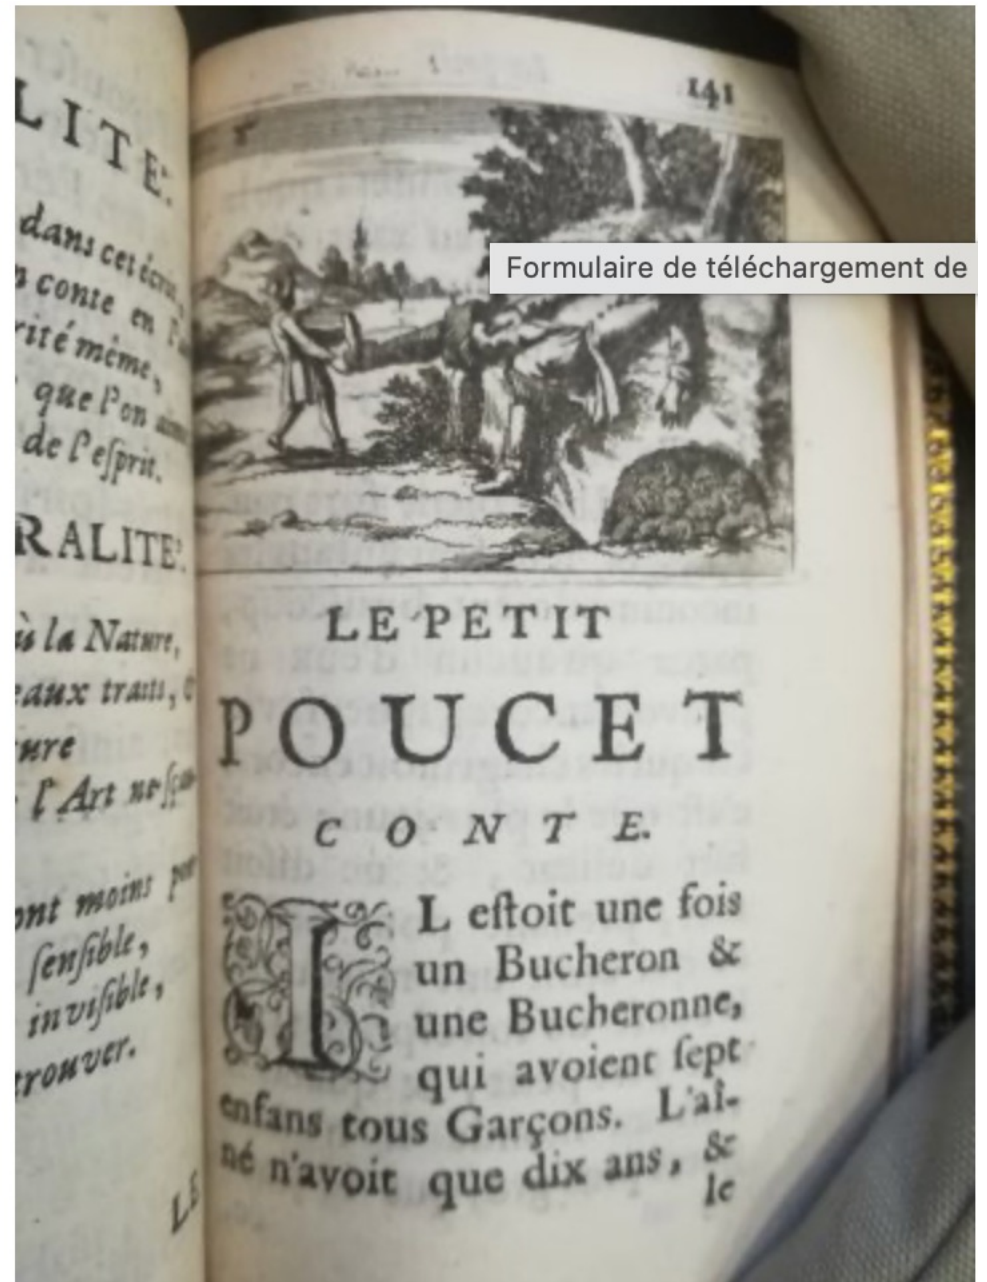 LITE.
dans cet écrit,
conte en
rité même,
que l'on
de l'eſprit.
RALITE.
la Nature,
eaux traits,
ure
l'Art ne
ont moins
ſenſible,
inviſible,
trouver.
LE
141
Formulaire de téléchargement de
LE PETIT
POUCET
CONTE.
IL eſtoit une fois
un Bucheron &
une Bucheronne,
qui avoient ſept
enfans tous Garçons. L'aî-
né n'avoit que dix ans, &
le